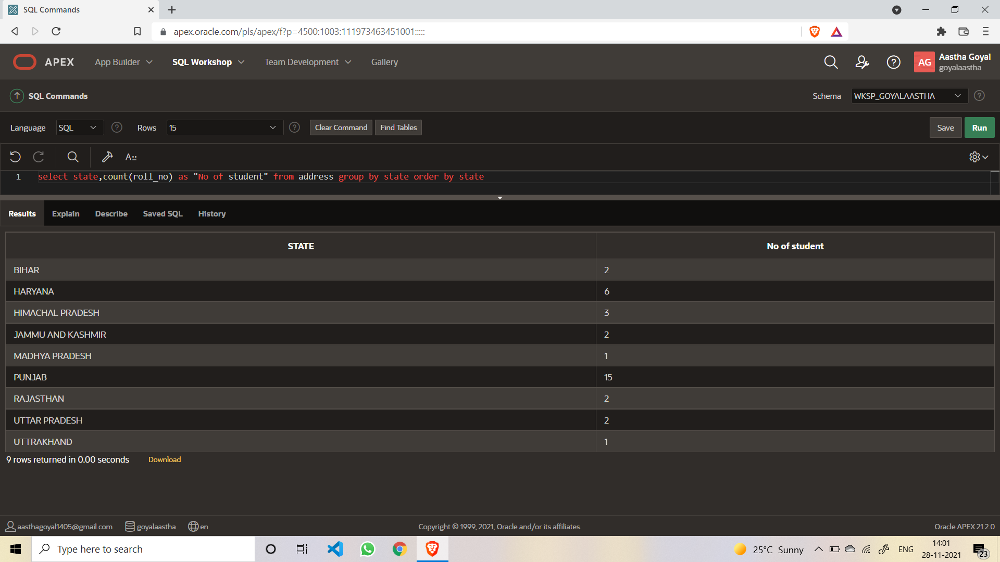 SQL Commands
apex.oracle.com/pls/apex/f?p=4500:1003:111973463451001:::::
APEX App Builder SQL Workshop Team Development Gallery AG Aastha Goyal
goyalaastha
SQL Commands Schema WKSP_GOYALAASTHA
Language SQL Rows 15 Clear Command Find Tables Save Run
1 select state,count(roll_no) as "No of student" from address group by state order by state
Results Explain Describe Saved SQL History
STATE No of student
BIHAR 2
HARYANA 6
HIMACHAL PRADESH 3
JAMMU AND KASHMIR 2
MADHYA PRADESH 1
PUNJAB 15
RAJASTHAN 2
UTTAR PRADESH 2
UTTRAKHAND 1
9 rows returned in 0.00 seconds Download
aasthagoyal1405@gmail.com goyalaastha en Copyright © 1999, 2021, Oracle and/or its affiliates. Oracle APEX 21.2.0
Type here to search 25°C Sunny ENG 14:01
28-11-2021 23